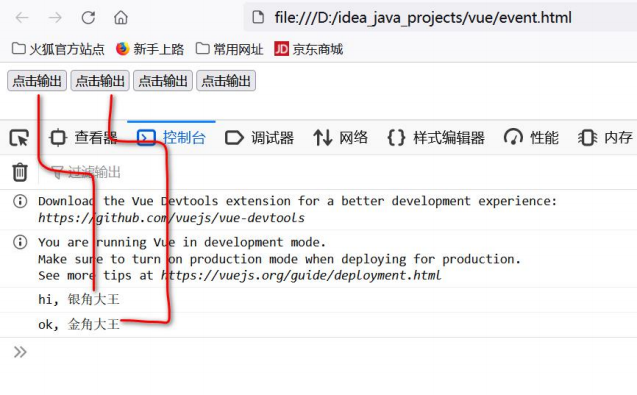 file:///D:/idea_java_projects/vue/event.html
火狐官方站点 新手上路 常用网址 JD 京东商城
点击输出 点击输出 点击输出 点击输出
查看器 控制台 调试器 网络 样式编辑器 性能 内存
过滤输出
Download the Vue Devtools extension for a better development experience:
https://github.com/vuejs/vue-devtools
You are running Vue in development mode.
Make sure to turn on production mode when deploying for production.
See more tips at https://vuejs.org/guide/deployment.html
hi, 银角大王
ok, 金角大王